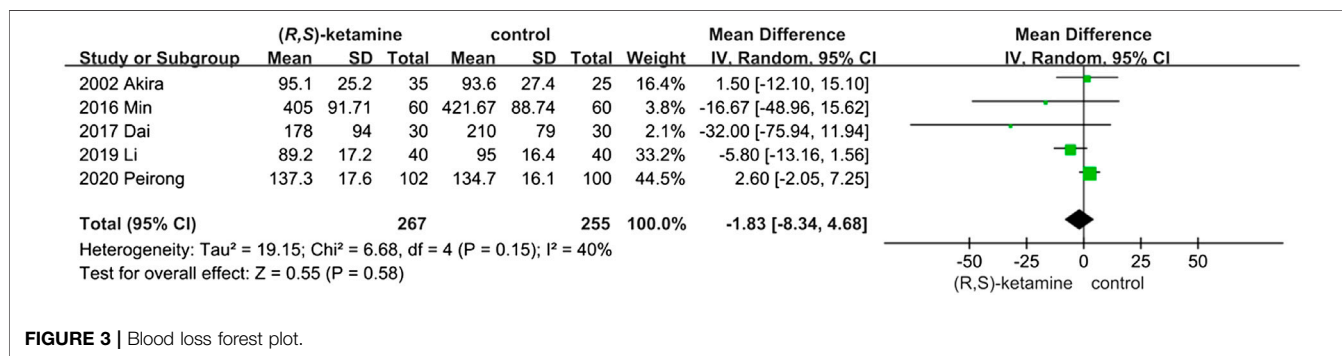 (R,S)-ketamine control Mean Difference Mean Difference
Study or Subgroup Mean SD Total Mean SD Total Weight IV, Random, 95% CI IV, Random, 95% CI
2002 Akira 95.1 25.2 35 93.6 27.4 25 16.4% 1.50 [-12.10, 15.10]
2016 Min 405 91.71 60 421.67 88.74 60 3.8% -16.67 [-48.96, 15.62]
2017 Dai 178 94 30 210 79 30 2.1% -32.00 [-75.94, 11.94]
2019 Li 89.2 17.2 40 95 16.4 40 33.2% -5.80 [-13.16, 1.56]
2020 Peirong 137.3 17.6 102 134.7 16.1 100 44.5% 2.60 [-2.05, 7.25]
Total (95% CI) 267 255 100.0% -1.83 [-8.34, 4.68]
Heterogeneity: Tau² = 19.15; Chi² = 6.68, df = 4 (P = 0.15); I² = 40%
Test for overall effect: Z = 0.55 (P = 0.58)
-50 -25 0 25 50
(R,S)-ketamine control
FIGURE 3 | Blood loss forest plot.